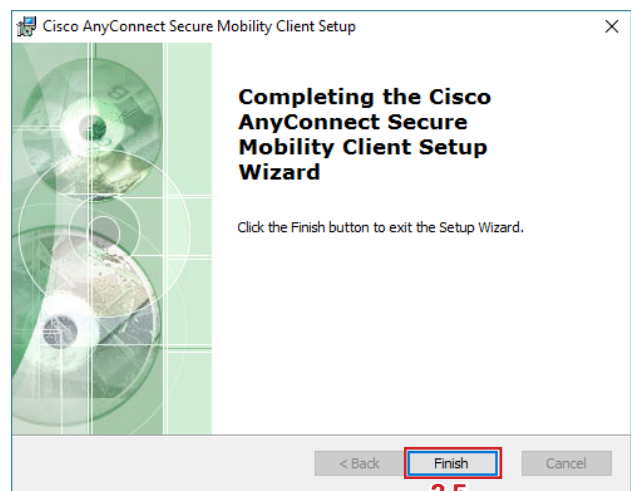 Cisco AnyConnect Secure Mobility Client Setup
Completing the Cisco
AnyConnect Secure
Mobility Client Setup
Wizard
Click the Finish button to exit the Setup Wizard.
< Back Finish Cancel